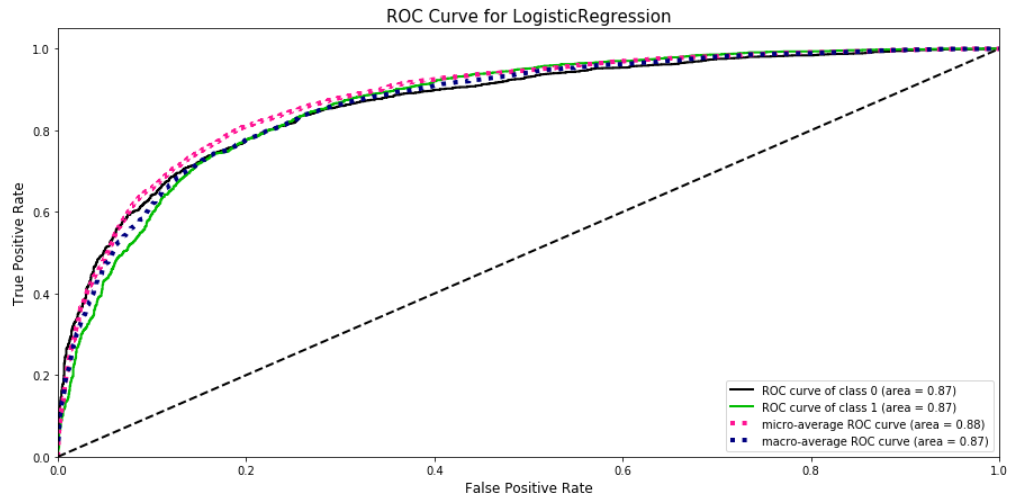 ROC Curve for LogisticRegression
True Positive Rate
1.0
0.8
0.6
0.4
0.2
0.0
ROC curve of class 0 (area = 0.87)
ROC curve of class 1 (area = 0.87)
micro-average ROC curve (area = 0.88)
macro-average ROC curve (area = 0.87)
0.0 0.2 0.4 0.6 0.8 1.0
False Positive Rate